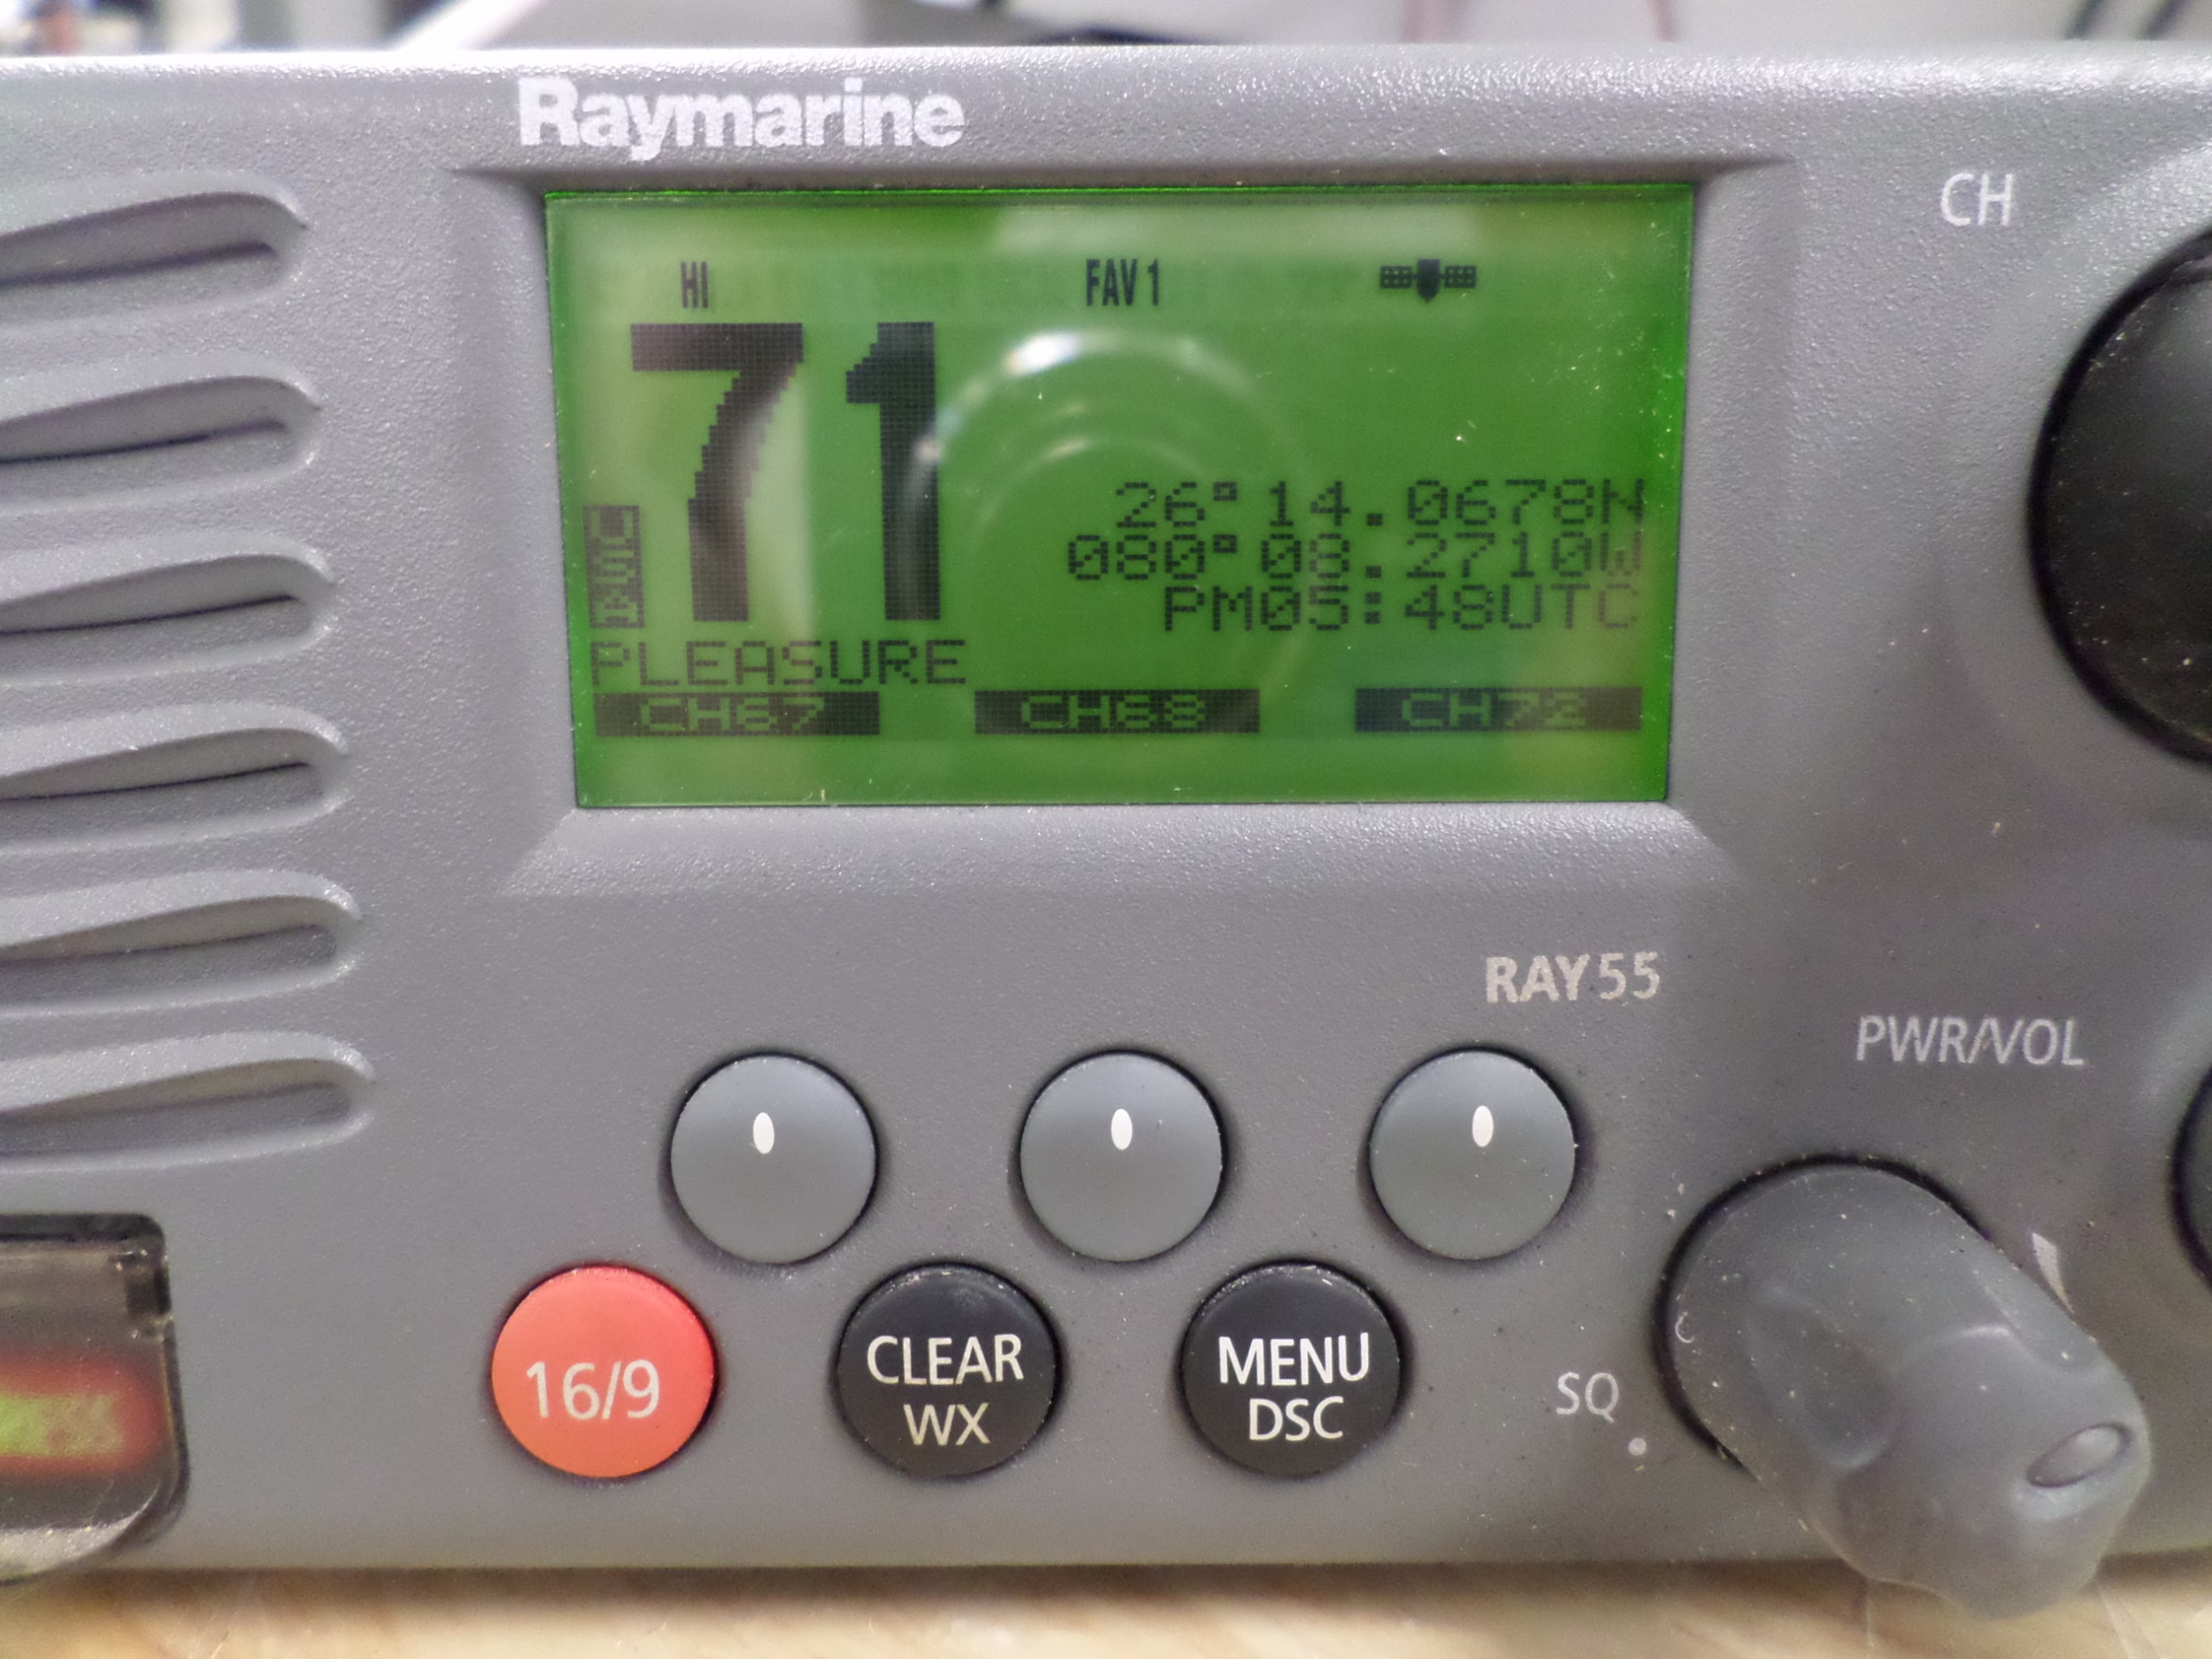 Raymarine
CH
HI FAV 1
71
USA
26°14.0678N
080°08.2710W
PM05:48UTC
PLEASURE
CH67 CH68 CH72
RAY55
PWR/VOL
16/9
CLEAR
WX
MENU
DSC
SQ